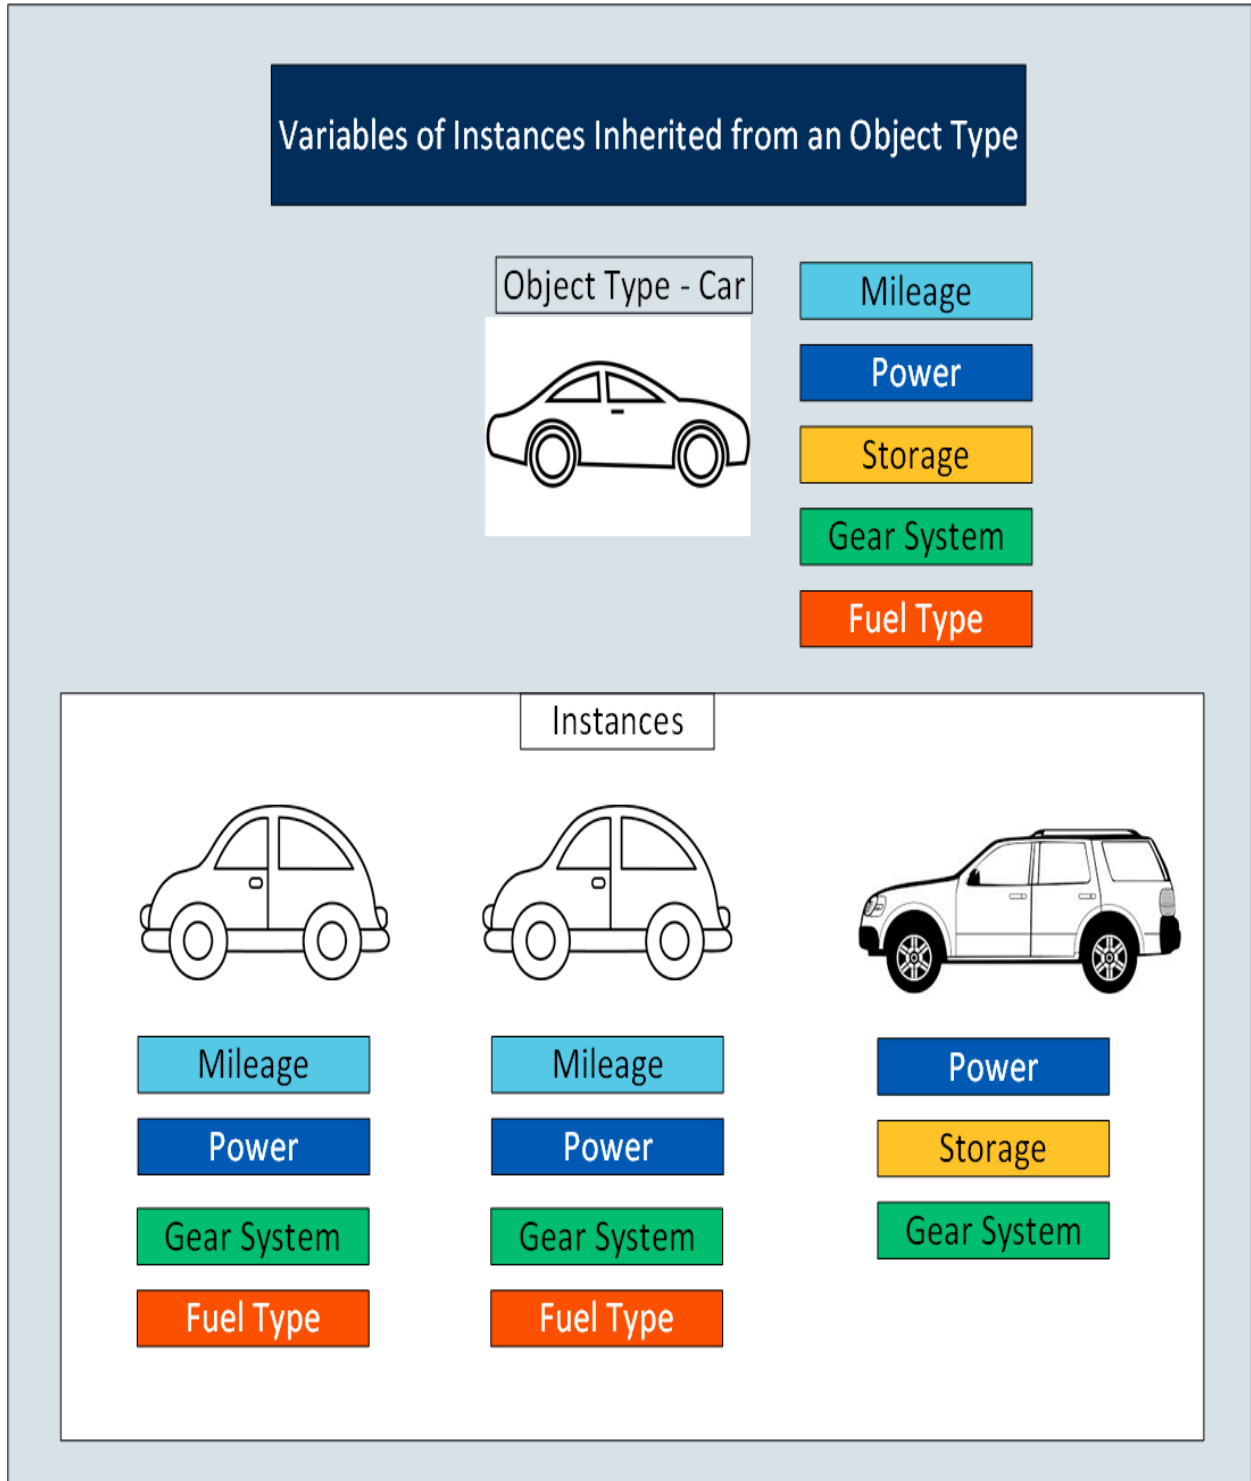 Variables of Instances Inherited from an Object Type
Object Type - Car
Mileage
Power
Storage
Gear System
Fuel Type
Instances
Mileage
Power
Gear System
Fuel Type
Mileage
Power
Gear System
Fuel Type
Power
Storage
Gear System